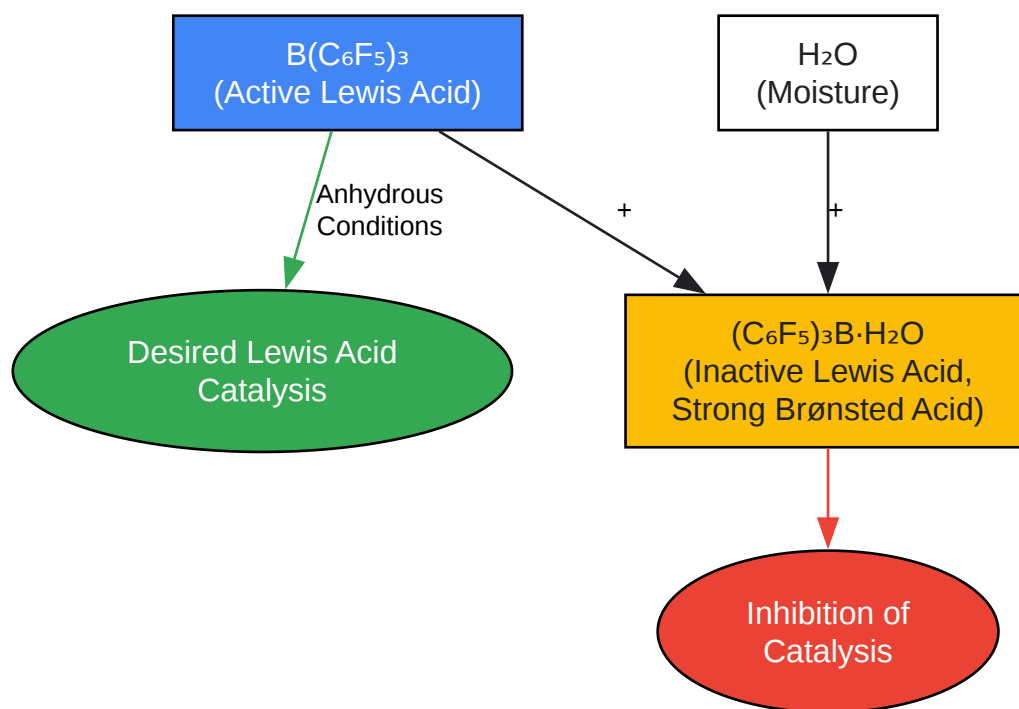 B(C₆F₅)₃
(Active Lewis Acid)
H₂O
(Moisture)
Anhydrous
Conditions
+
+
Desired Lewis Acid
Catalysis
(C₆F₅)₃B·H₂O
(Inactive Lewis Acid,
Strong Brønsted Acid)
Inhibition of
Catalysis